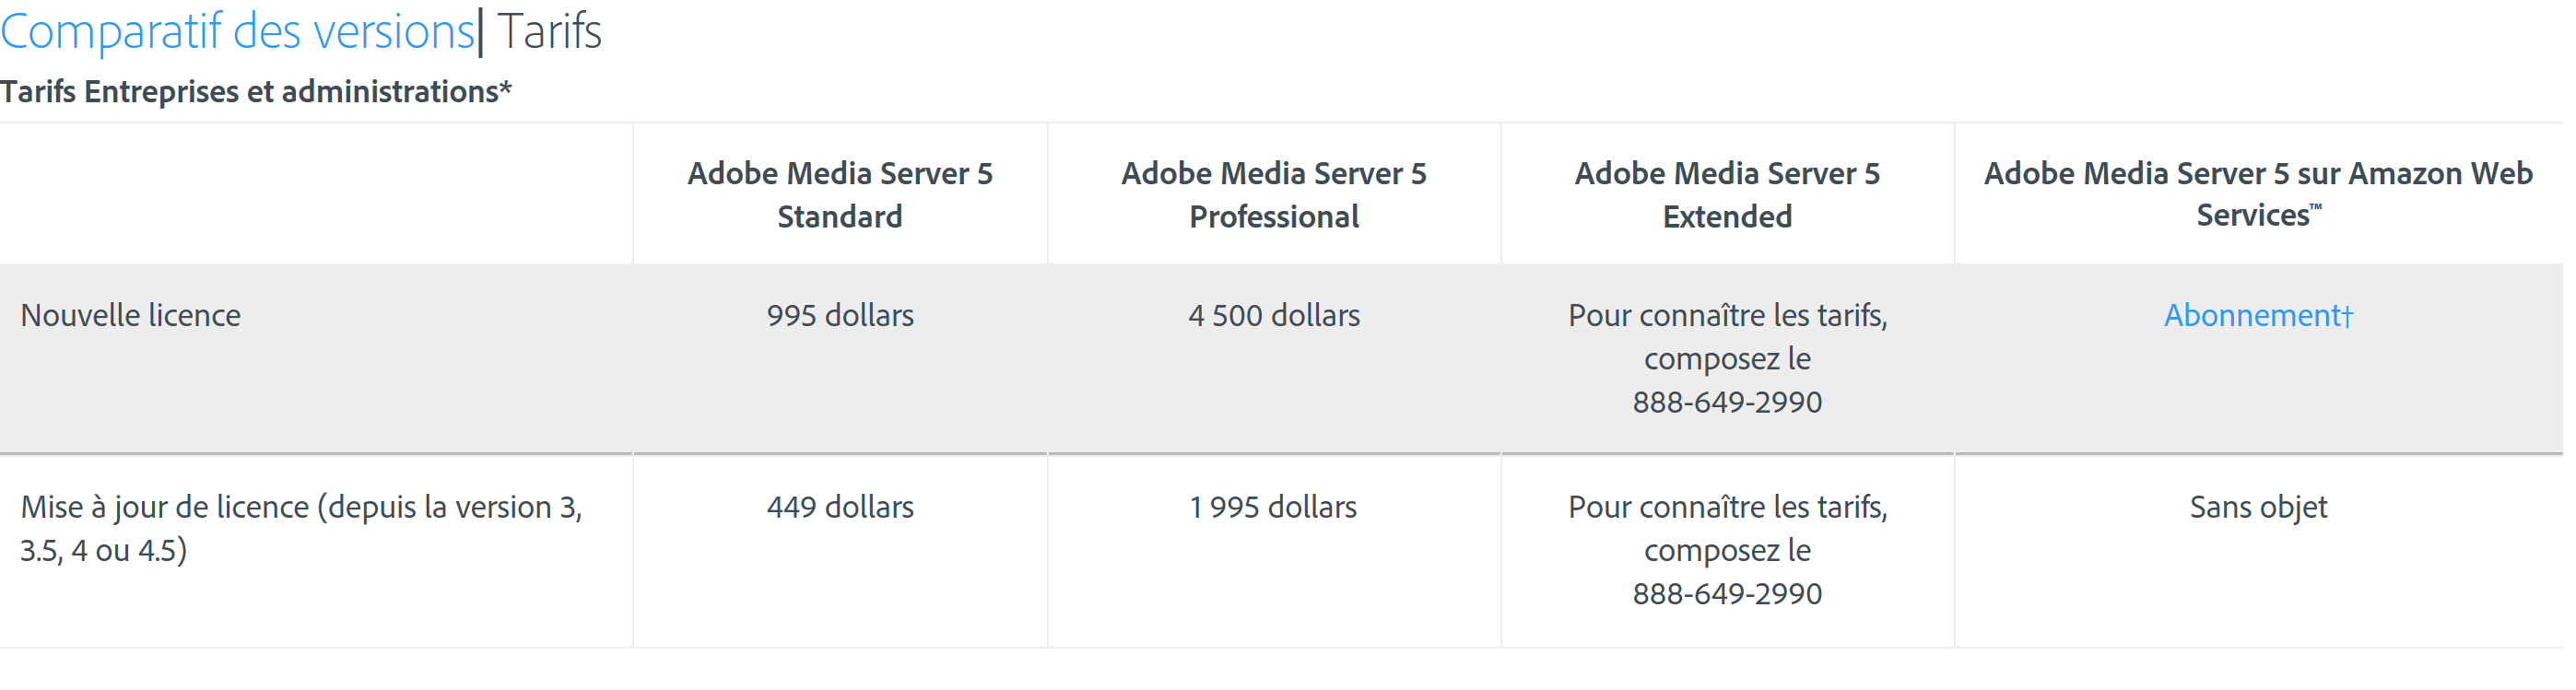 Comparatif des versions| Tarifs
Tarifs Entreprises et administrations*
Adobe Media Server 5
Standard
Adobe Media Server 5
Professional
Adobe Media Server 5
Extended
Adobe Media Server 5 sur Amazon Web
Services™
Nouvelle licence
995 dollars
4 500 dollars
Pour connaître les tarifs,
composez le
888-649-2990
Abonnement†
Mise à jour de licence (depuis la version 3,
3.5, 4 ou 4.5)
449 dollars
1 995 dollars
Pour connaître les tarifs,
composez le
888-649-2990
Sans objet